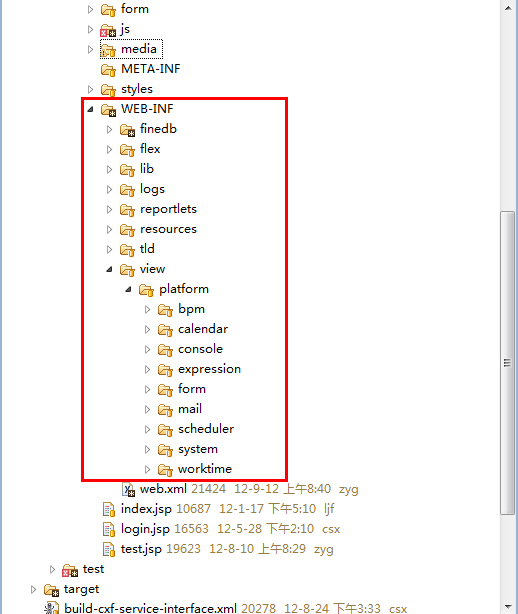 form
js
media
META-INF
styles
WEB-INF
finedb
flex
lib
logs
reportlets
resources
tld
view
platform
bpm
calendar
console
expression
form
mail
scheduler
system
worktime
web.xml 21424 12-9-12 上午8:40 zyg
index.jsp 10687 12-1-17 下午5:10 ljf
login.jsp 16563 12-5-28 下午2:10 csx
test.jsp 19623 12-8-10 上午8:29 zyg
test
target
build-cxf-service-interface.xml 20278 12-8-24 下午3:33 csx